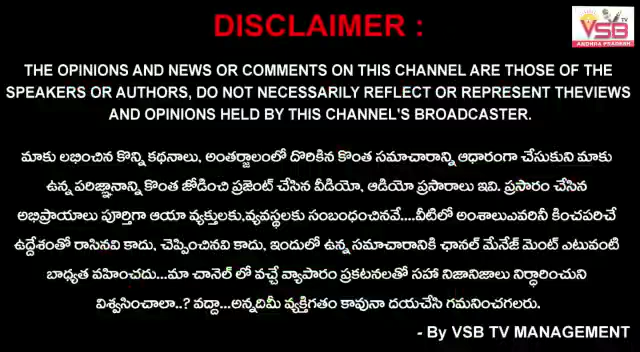 DISCLAIMER :
TV
VSB
ANDHRA PRADESH
THE OPINIONS AND NEWS OR COMMENTS ON THIS CHANNEL ARE THOSE OF THE
SPEAKERS OR AUTHORS, DO NOT NECESSARILY REFLECT OR REPRESENT THEVIEWS
AND OPINIONS HELD BY THIS CHANNEL'S BROADCASTER.
మాకు లభించిన కొన్ని కథనాలు, అంతర్జాలంలో దొరికిన కొంత సమాచారాన్ని ఆధారంగా చేసుకుని మాకు
ఉన్న పరిజ్ఞానాన్ని కొంత జోడించి ప్రజెంట్ చేసిన వీడియో, ఆడియో ప్రసారాలు ఇవి. ప్రసారం చేసిన
అభిప్రాయాలు పూర్తిగా ఆయా వ్యక్తులకు,వ్యవస్థలకు సంబంధించినవే....వీటిలో అంశాలుఎవరినీ కించపరిచే
ఉద్దేశంతో రాసినవి కాదు, చెప్పించినవి కాదు, ఇందులో ఉన్న సమాచారానికి ఛానల్ మేనేజ్ మెంట్ ఎటువంటి
బాధ్యత వహించదు...మా చానెల్ లో వచ్చే వ్యాపారం ప్రకటనలతో సహా నిజానిజాలు నిర్ధారించుని
విశ్వసించాలా..? వద్దా...అన్నదిమీ వ్యక్తిగతం కావునా దయచేసి గమనించగలరు.
- By VSB TV MANAGEMENT